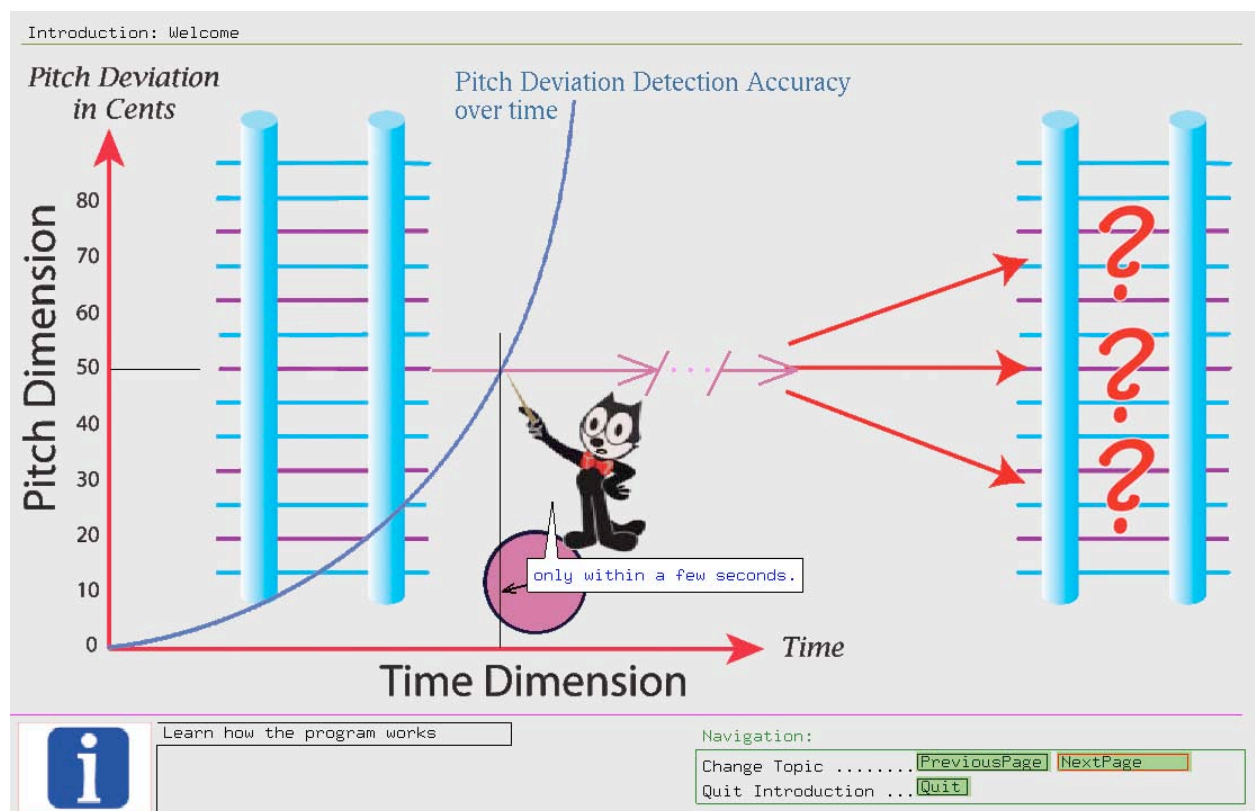 Introduction: Welcome
Pitch Deviation
in Cents
Pitch Deviation Detection Accuracy
over time
Pitch Dimension
80
70
60
50
40
30
20
10
0
? 
?
?
only within a few seconds.
Time
Time Dimension
i
Learn how the program works
Navigation:
Change Topic ........PreviousPage NextPage
Quit Introduction ...Quit